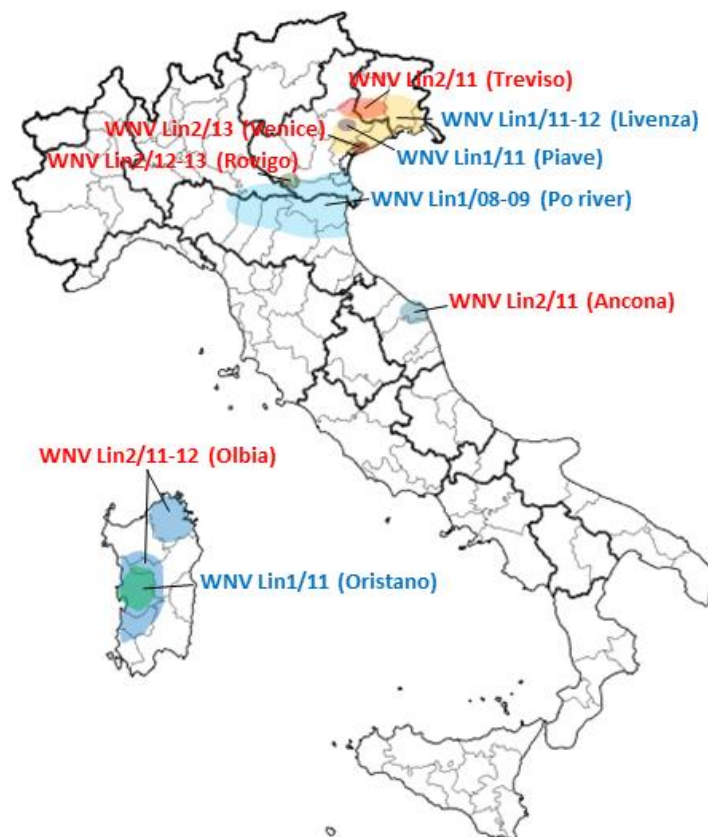 WNV Lin2/11 (Treviso)
WNV Lin1/11-12 (Livenza)
WNV Lin2/13 (Venice)
WNV Lin1/11 (Piave)
WNV Lin2/12-13 (Rovigo)
WNV Lin1/08-09 (Po river)
WNV Lin2/11 (Ancona)
WNV Lin2/11-12 (Olbia)
WNV Lin1/11 (Oristano)